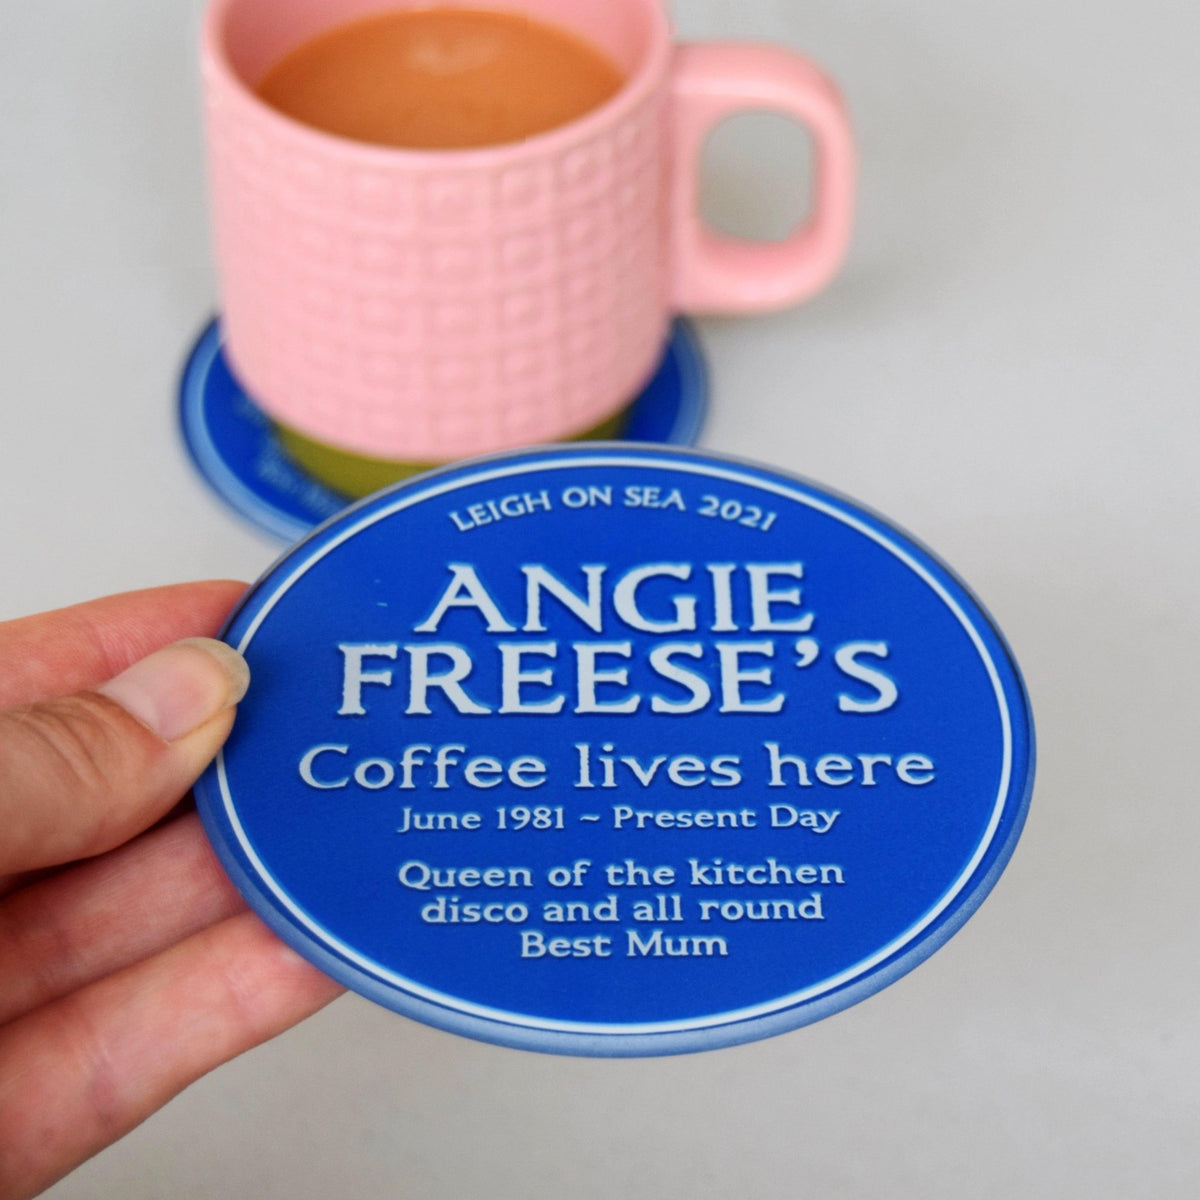 LEIGH ON SEA 2021
ANGIE
FREESE'S
Coffee lives here
June 1981 ~ Present Day
Queen of the kitchen
disco and all round
Best Mum